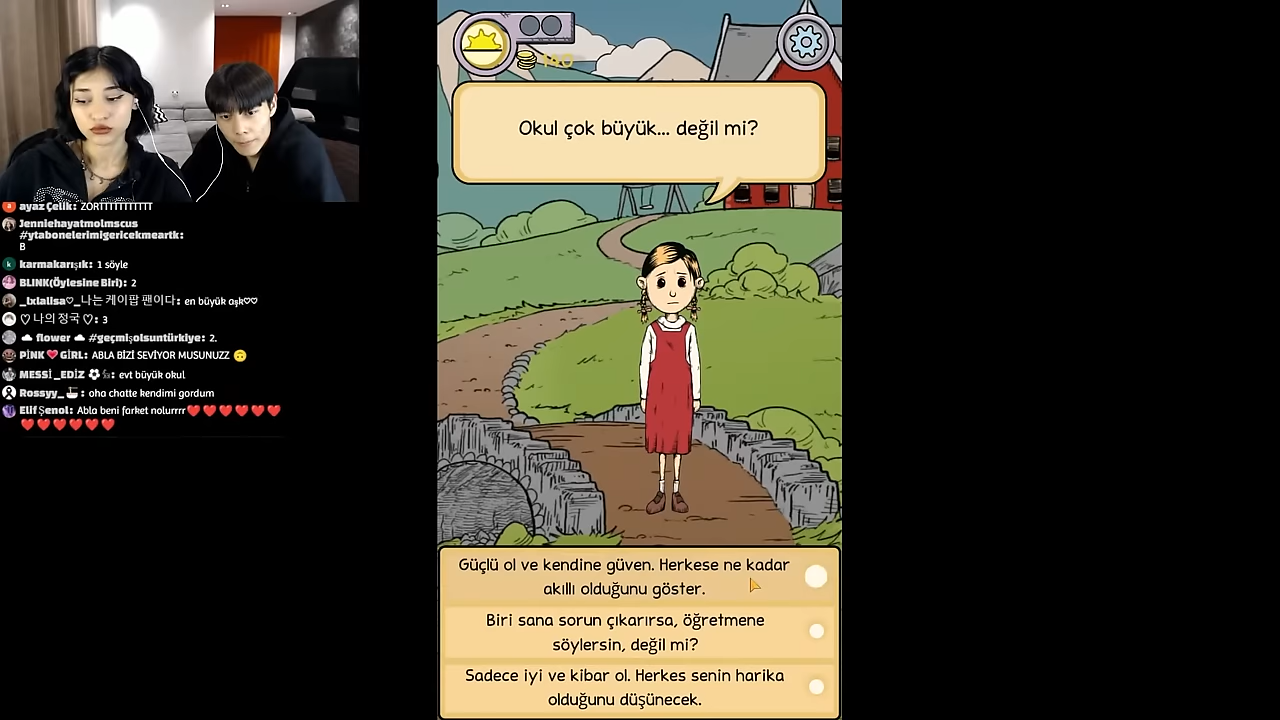 140
Okul çok büyük... değil mi?
ayaz Çelik: ZORTTTTTTTTTT
Jenniehayatmolmscus
#ytabonelerimigericekmeartk:
B
karmakarışık: 1 söyle
BLINK(Öylesine Biri): 2
_ıxlalisa♡_나는 케이팝 팬이다: en büyük aşk♡♡
♡ 나의 정국 ♡: 3
☁ flower ☁ #geçmişolsuntürkiye: 2.
PİNK ❤ GİRL: ABLA BİZİ SEVİYOR MUSUNUZZ 🙃
MESSİ _EDİZ ⚽: evt büyük okul
Rossyy_: oha chatte kendimi gordum
Elif Şenol: Abla beni farket nolurrrr❤❤❤❤❤❤
❤❤❤❤❤❤
Güçlü ol ve kendine güven. Herkese ne kadar
akıllı olduğunu göster.
Biri sana sorun çıkarırsa, öğretmene
söylersin, değil mi?
Sadece iyi ve kibar ol. Herkes senin harika
olduğunu düşünecek.